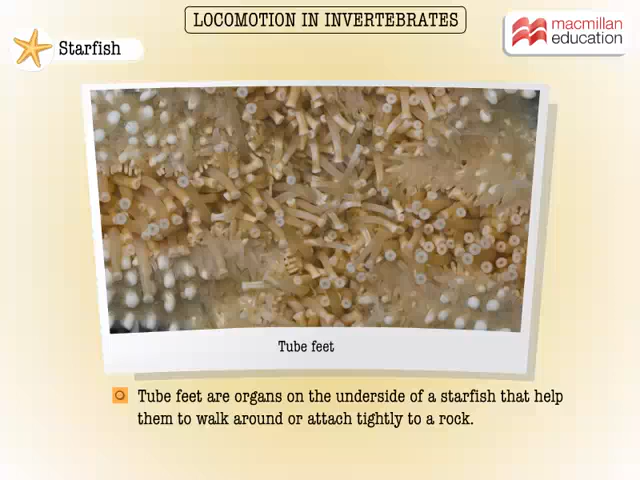 LOCOMOTION IN INVERTEBRATES
macmillan
education
Starfish
Tube feet
Tube feet are organs on the underside of a starfish that help
them to walk around or attach tightly to a rock.